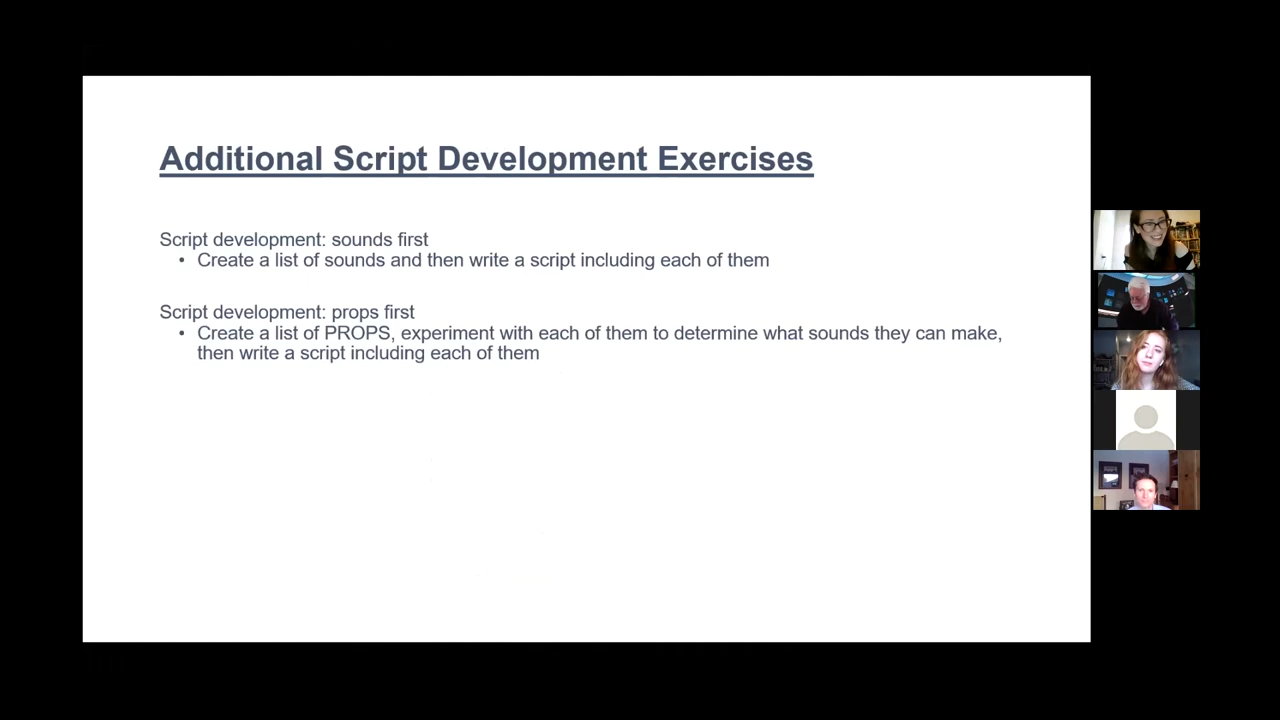 Additional Script Development Exercises
Script development: sounds first
• Create a list of sounds and then write a script including each of them
Script development: props first
• Create a list of PROPS, experiment with each of them to determine what sounds they can make,
then write a script including each of them